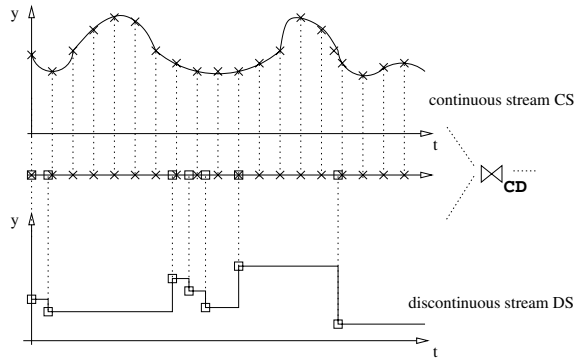 y
continuous stream CS
t
CD
y
discontinuous stream DS
t